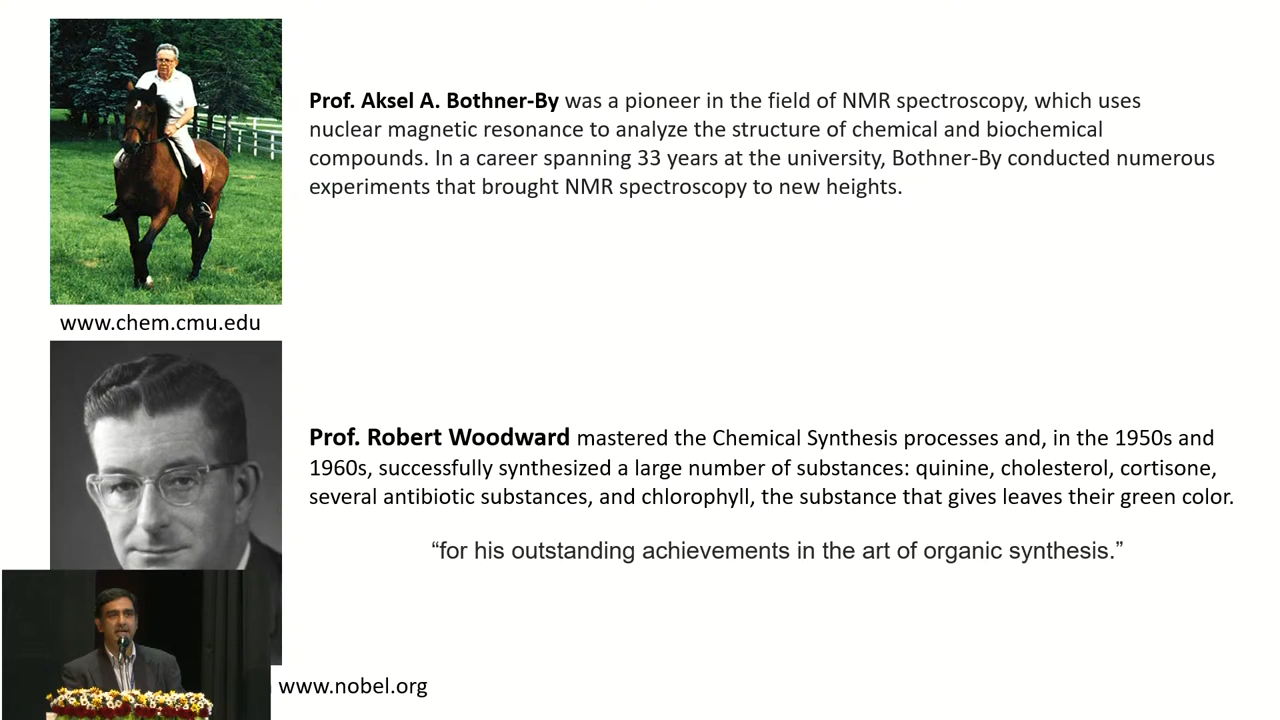 Prof. Aksel A. Bothner-By was a pioneer in the field of NMR spectroscopy, which uses
nuclear magnetic resonance to analyze the structure of chemical and biochemical
compounds. In a career spanning 33 years at the university, Bothner-By conducted numerous
experiments that brought NMR spectroscopy to new heights.
www.chem.cmu.edu
Prof. Robert Woodward mastered the Chemical Synthesis processes and, in the 1950s and
1960s, successfully synthesized a large number of substances: quinine, cholesterol, cortisone,
several antibiotic substances, and chlorophyll, the substance that gives leaves their green color.
“for his outstanding achievements in the art of organic synthesis.”
www.nobel.org